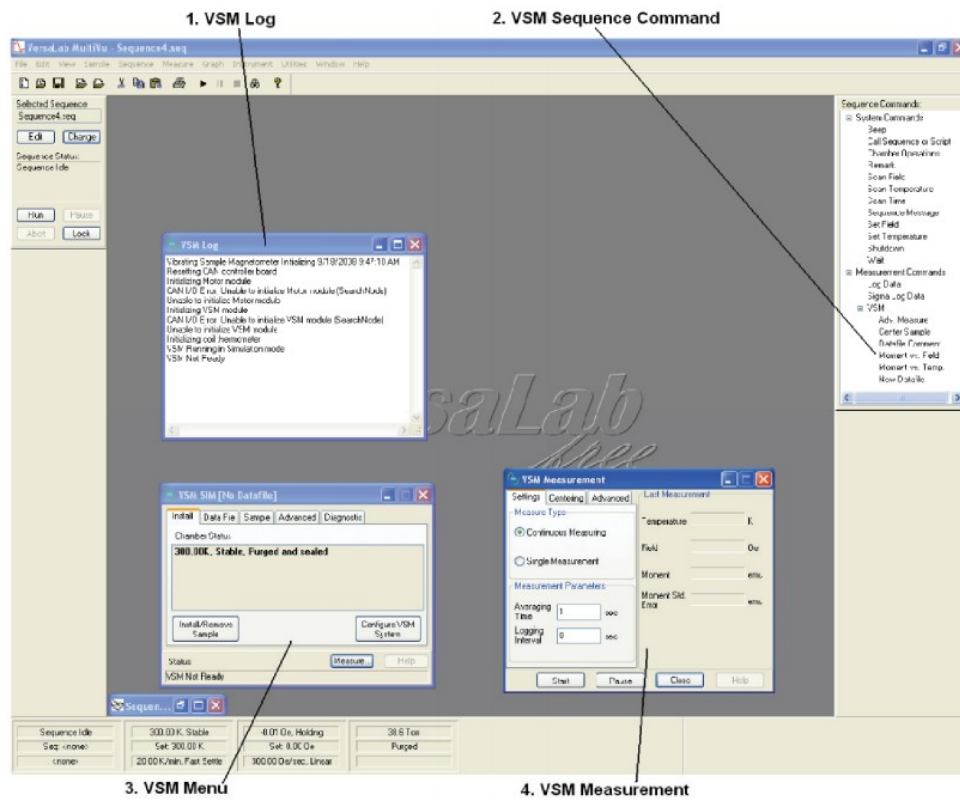 1. VSM Log
2. VSM Sequence Command
VersaLab MultiVu - Sequence4.seq
File Edit View Sample Sequence Measure Graph Instrument Utilities Window Help
Selected Sequence
Sequence4.seq
Edit Change
Sequence Status:
Sequence Idle
Run Pause
Abort Lock
VSM Log
Vibrating Sample Magnetometer Initializing 9/18/2008 9:47:10 AM
Resetting CAN controller board
Initializing Motor module
CAN I/O Error: Unable to initialize Motor module (SearchNode)
Unable to initialize Motor module
Initializing VSM module
CAN I/O Error: Unable to initialize VSM module (SearchNode)
Unable to initialize VSM module
Initializing coil thermometer
VSM Running in Simulation mode
VSM Not Ready
Sequence Commands:
System Commands
Beep
Call Sequence or Script
Chamber Operations
Remark
Scan Field
Scan Temperature
Scan Time
Sequence Message
Set Field
Set Temperature
Shutdown
Wait
Measurement Commands
Log Data
Sigma Log Data
VSM
Adv. Measure
Center Sample
Datafile Comment
Moment vs. Field
Moment vs. Temp.
New Datafile
saLab
free
VSM SIM [No Datafile]
Install Data File Sample Advanced Diagnostic
Chamber Status
300.00K, Stable, Purged and sealed
Install/Remove
Sample
Configure VSM
System
Status
Measure... Help
VSM Not Ready
VSM Measurement
Settings Centering Advanced
Measure Type
Continuous Measuring
Single Measurement
Measurement Parameters
Averaging
Time 1 sec
Logging
Interval 0 sec
Last Measurement
Temperature K
Field Oe
Moment emu
Moment Std.
Error emu
Start Pause Close Help
Sequen...
Sequence Idle
Seq: <none>
<none>
300.00 K, Stable
Set: 300.00 K
20.00 K/min, Fast Settle
-0.01 Oe, Holding
Set: 0.00 Oe
300.00 Oe/sec, Linear
38.6 Torr
Purged
3. VSM Menu
4. VSM Measurement